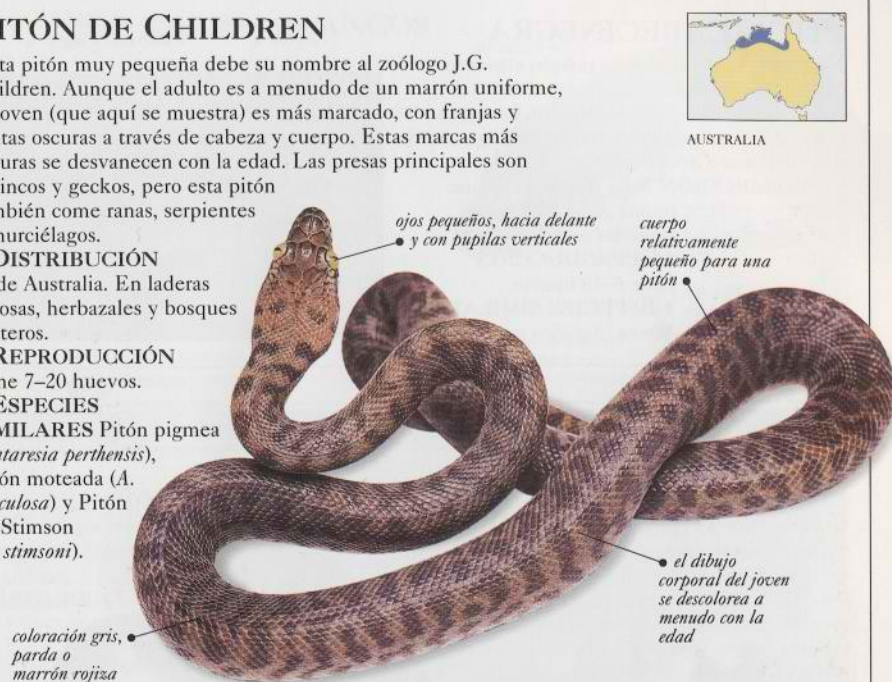 ITÓN DE CHILDREN
ta pitón muy pequeña debe su nombre al zoólogo J.G.
ildren. Aunque el adulto es a menudo de un marrón uniforme,
oven (que aquí se muestra) es más marcado, con franjas y
tas oscuras a través de cabeza y cuerpo. Estas marcas más
uras se desvanecen con la edad. Las presas principales son
incos y geckos, pero esta pitón
mbién come ranas, serpientes
murciélagos.
DISTRIBUCIÓN
de Australia. En laderas
osas, herbazales y bosques
teros.
REPRODUCCIÓN
ne 7–20 huevos.
ESPECIES
MILARES Pitón pigmea
ntaresia perthensis),
ón moteada (A.
culosa) y Pitón
Stimson
stimsoni).
AUSTRALIA
ojos pequeños, hacia delante
y con pupilas verticales
cuerpo
relativamente
pequeño para una
pitón
el dibujo
corporal del joven
se descolorea a
menudo con la
edad
coloración gris,
parda o
marrón rojiza